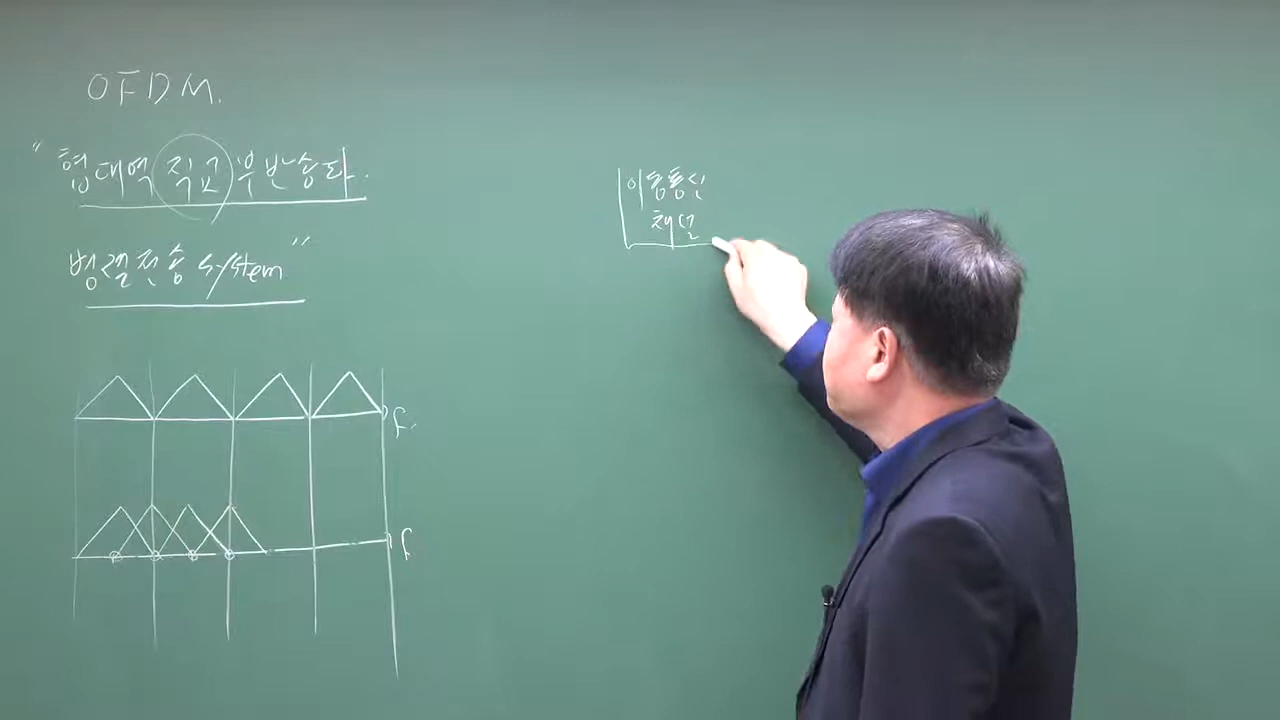 OFDM.
"협대역 직교 부반송파.
병렬전송 system"
f.
f
이동통신
채널